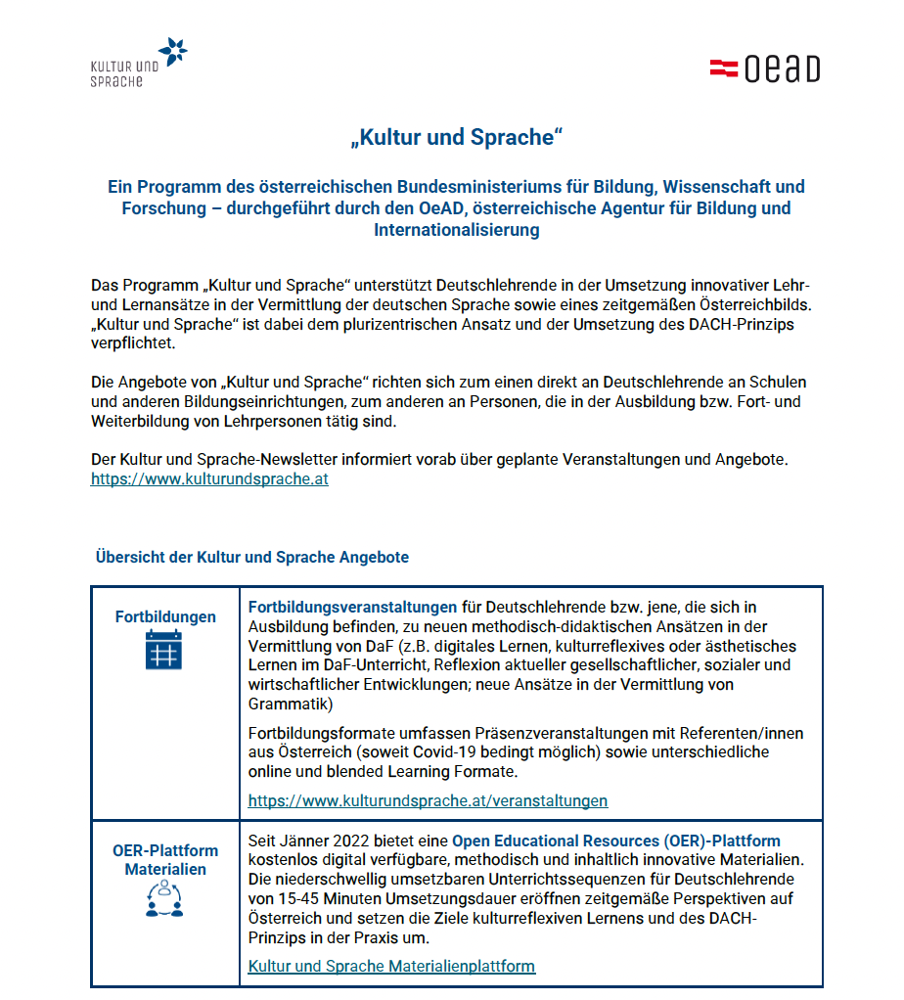 KULTUR UND
SPRACHE
OEAD
„Kultur und Sprache“
Ein Programm des österreichischen Bundesministeriums für Bildung, Wissenschaft und
Forschung – durchgeführt durch den OeAD, österreichische Agentur für Bildung und
Internationalisierung
Das Programm „Kultur und Sprache“ unterstützt Deutschlehrende in der Umsetzung innovativer Lehr-
und Lernansätze in der Vermittlung der deutschen Sprache sowie eines zeitgemäßen Österreichbilds.
„Kultur und Sprache“ ist dabei dem plurizentrischen Ansatz und der Umsetzung des DACH-Prinzips
verpflichtet.
Die Angebote von „Kultur und Sprache“ richten sich zum einen direkt an Deutschlehrende an Schulen
und anderen Bildungseinrichtungen, zum anderen an Personen, die in der Ausbildung bzw. Fort- und
Weiterbildung von Lehrpersonen tätig sind.
Der Kultur und Sprache-Newsletter informiert vorab über geplante Veranstaltungen und Angebote.
https://www.kulturundsprache.at
Übersicht der Kultur und Sprache Angebote
Fortbildungen
Fortbildungsveranstaltungen für Deutschlehrende bzw. jene, die sich in
Ausbildung befinden, zu neuen methodisch-didaktischen Ansätzen in der
Vermittlung von DaF (z.B. digitales Lernen, kulturreflexives oder ästhetisches
Lernen im DaF-Unterricht, Reflexion aktueller gesellschaftlicher, sozialer und
wirtschaftlicher Entwicklungen; neue Ansätze in der Vermittlung von
Grammatik)
Fortbildungsformate umfassen Präsenzveranstaltungen mit Referenten/innen
aus Österreich (soweit Covid-19 bedingt möglich) sowie unterschiedliche
online und blended Learning Formate.
https://www.kulturundsprache.at/veranstaltungen
OER-Plattform
Materialien
Seit Jänner 2022 bietet eine Open Educational Resources (OER)-Plattform
kostenlos digital verfügbare, methodisch und inhaltlich innovative Materialien.
Die niederschwellig umsetzbaren Unterrichtssequenzen für Deutschlehrende
von 15-45 Minuten Umsetzungsdauer eröffnen zeitgemäße Perspektiven auf
Österreich und setzen die Ziele kulturreflexiven Lernens und des DACH-
Prinzips in der Praxis um.
Kultur und Sprache Materialienplattform